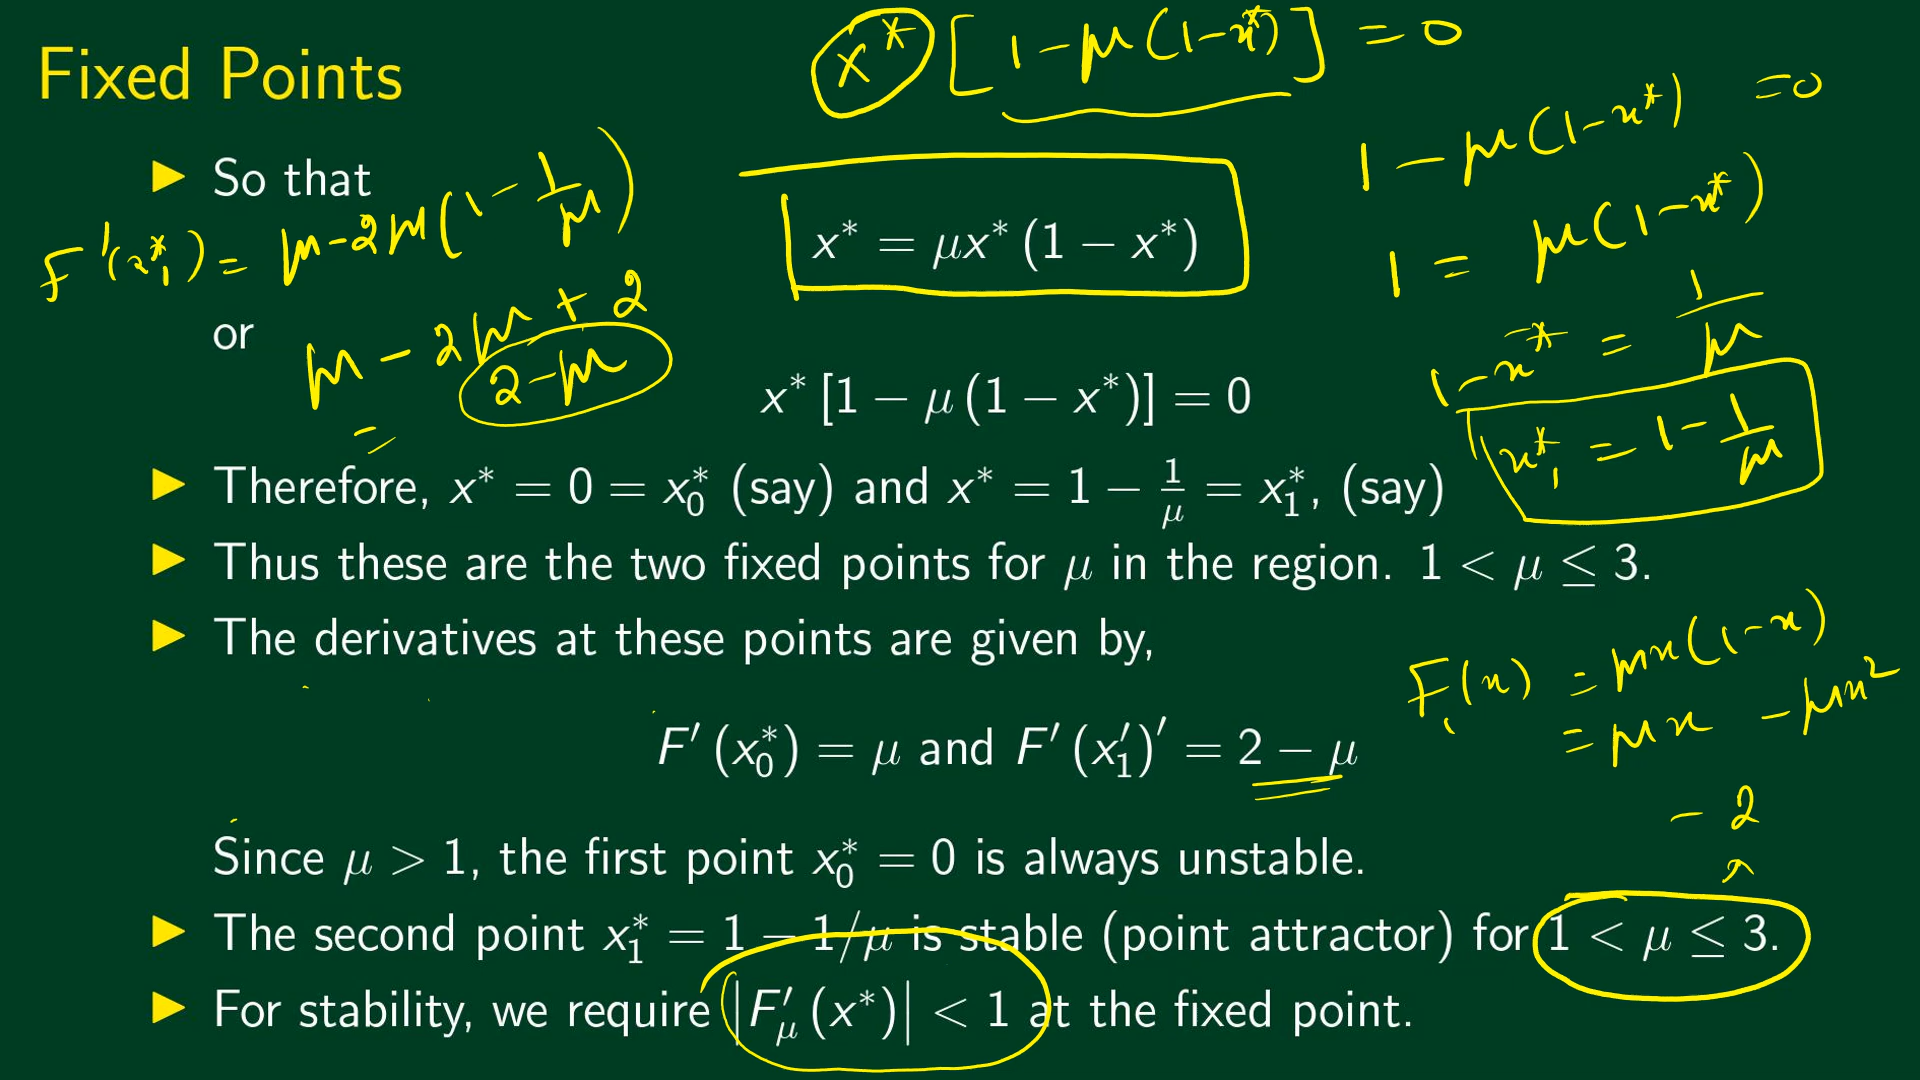 Fixed Points
x* [1 − μ(1−x*)] = 0
▶ So that
x* = μx* (1 − x*)
or
x* [1 − μ (1 − x*)] = 0
▶ Therefore, x* = 0 = x₀* (say) and x* = 1 − 1/μ = x₁*, (say)
▶ Thus these are the two fixed points for μ in the region. 1 < μ ≤ 3.
▶ The derivatives at these points are given by,
F′ (x₀*) = μ and F′ (x₁′)′ = 2 − μ
Since μ > 1, the first point x₀* = 0 is always unstable.
▶ The second point x₁* = 1 − 1/μ is stable (point attractor) for 1 < μ ≤ 3.
▶ For stability, we require |F′μ (x*)| < 1 at the fixed point.
F′(x₁*) = μ−2μ(1 − 1/μ)
μ − 2μ + 2
2−μ
=
1 − μ(1−x*) =0
1 = μ(1−x*)
1−x* = 1/μ
x₁* = 1 − 1/μ
F(x) = μx(1−x)
= μx − μx²
− 2